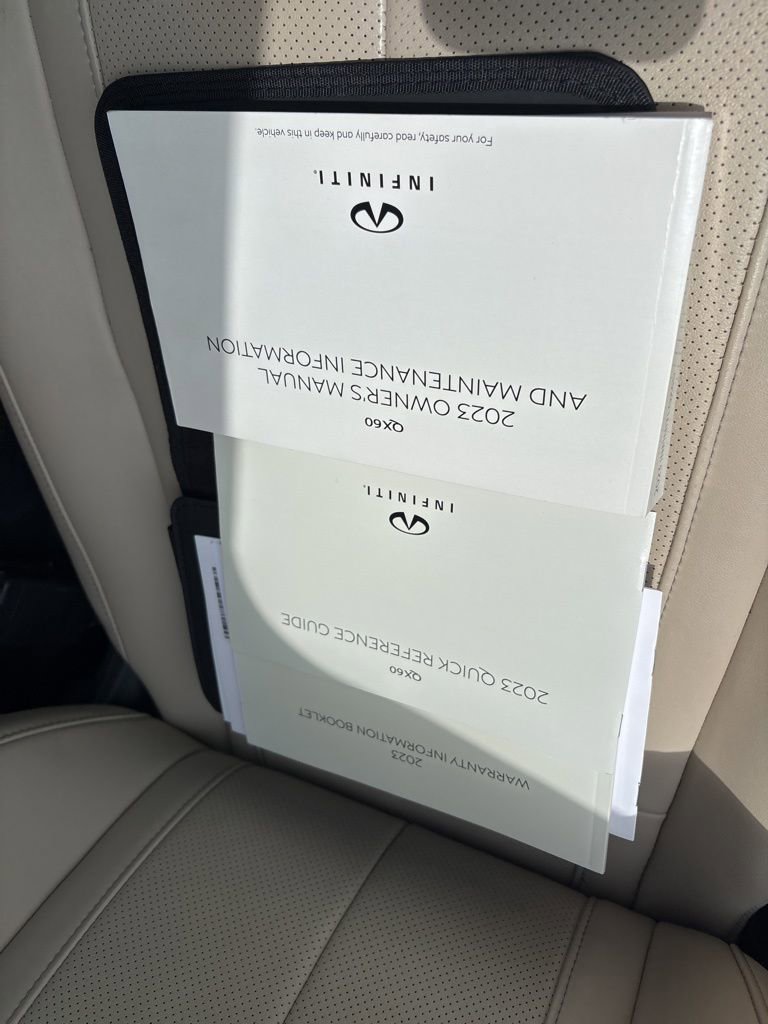 QX60
2023 OWNER'S MANUAL
AND MAINTENANCE INFORMATION
INFINITI®
For your safety, read carefully and keep in this vehicle.
QX60
2023 QUICK REFERENCE GUIDE
INFINITI.
2023
WARRANTY INFORMATION BOOKLET